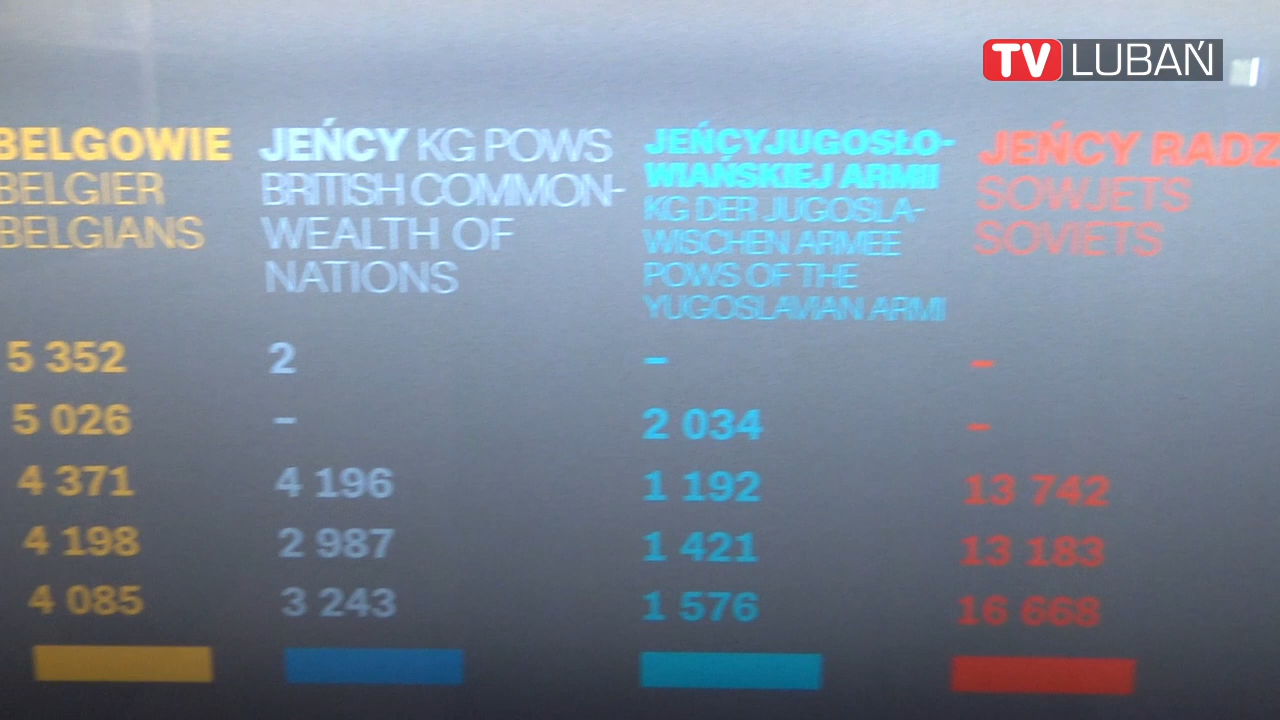 TV LUBAŃ
BELGOWIE
BELGIER
BELGIANS
JEŃCY KG POWS
BRITISH COMMON-
WEALTH OF
NATIONS
JEŃCY JUGOSŁO-
WIAŃSKIEJ ARMII
KG DER JUGOSLA-
WISCHEN ARMEE
POWS OF THE
YUGOSLAVIAN ARMI
JEŃCY RADZ
SOWJETS
SOVIETS
5 352 2 – –
5 026 – 2 034 –
4 371 4 196 1 192 13 742
4 198 2 987 1 421 13 183
4 085 3 243 1 576 16 668